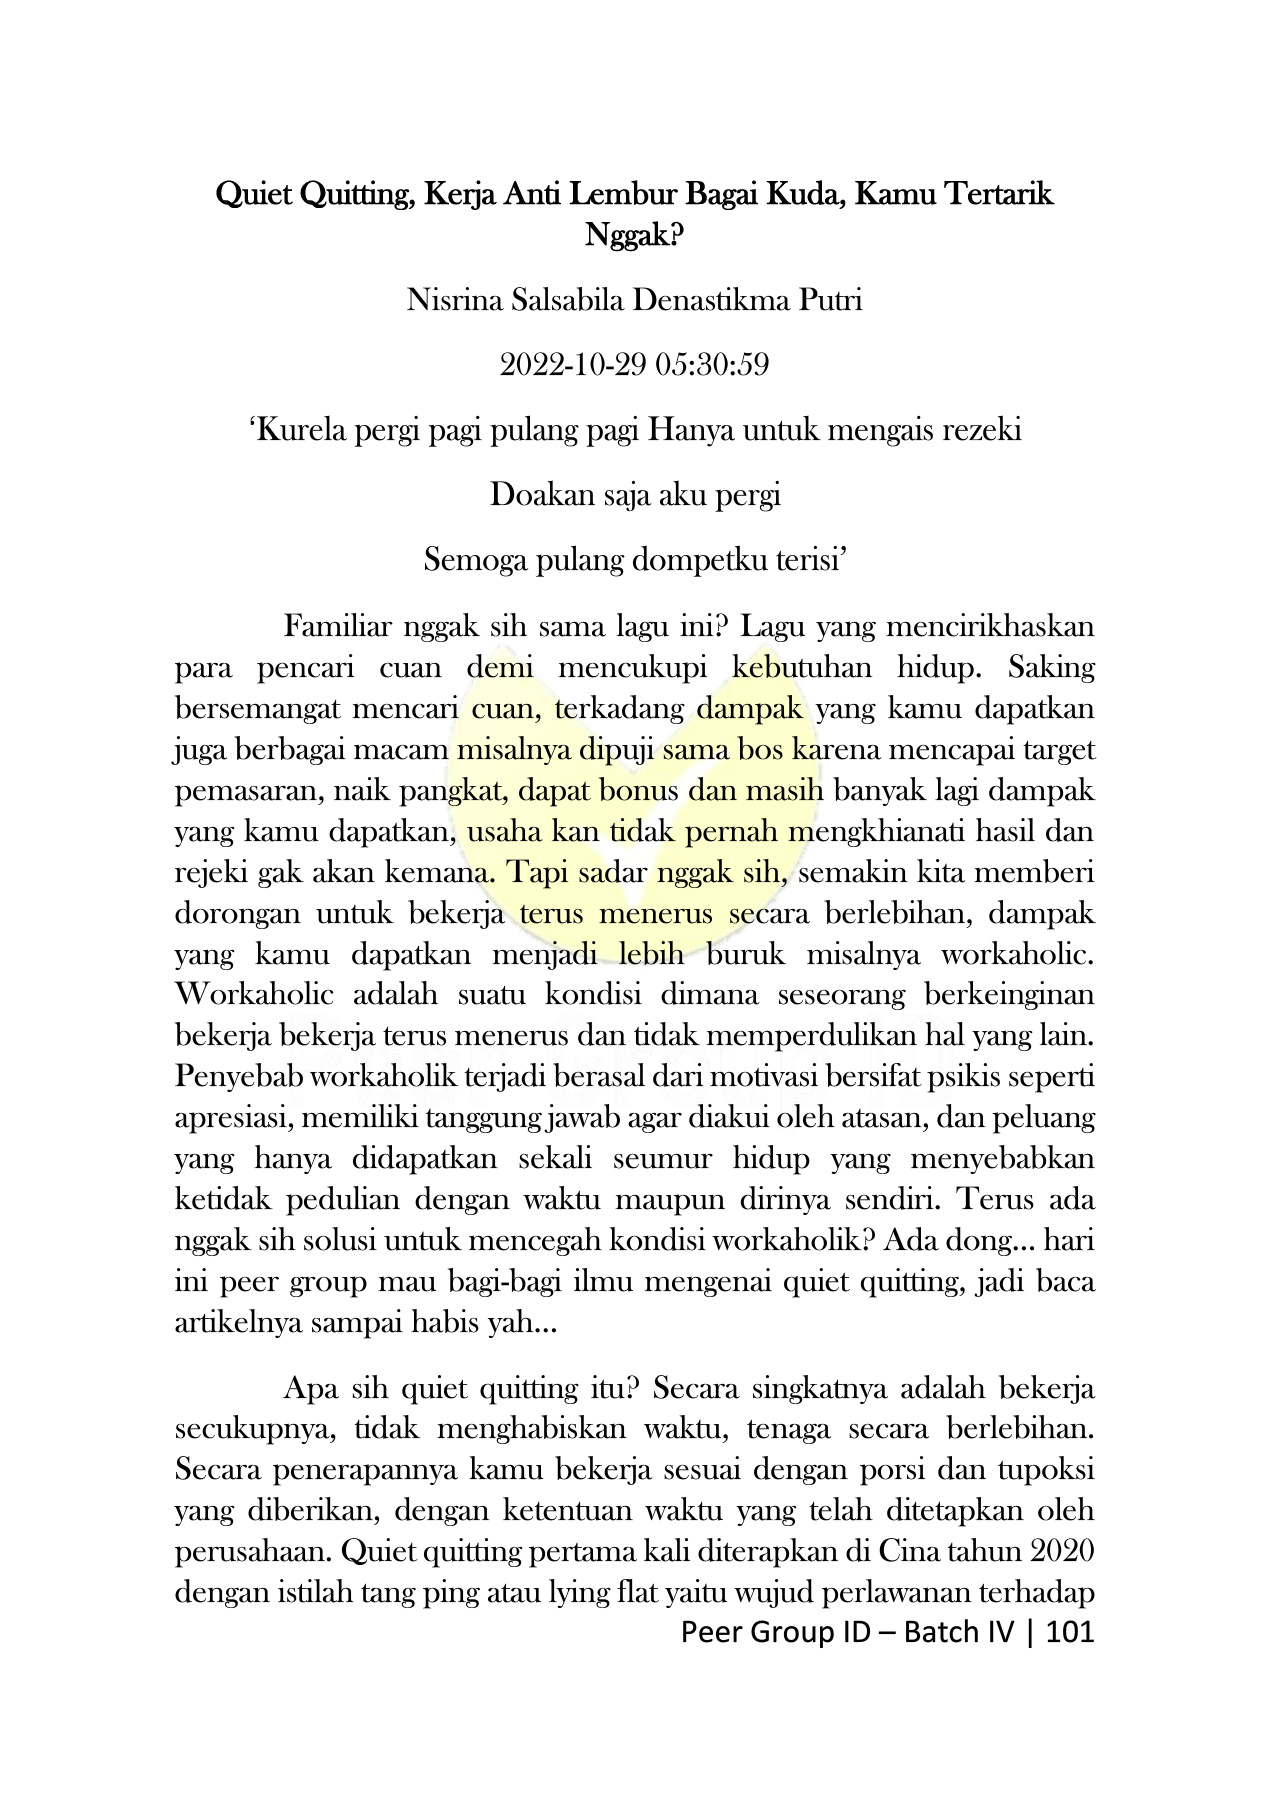 Quiet Quitting, Kerja Anti Lembur Bagai Kuda, Kamu Tertarik
Nggak?
Nisrina Salsabila Denastikma Putri
2022-10-29 05:30:59
‘Kurela pergi pagi pulang pagi Hanya untuk mengais rezeki
Doakan saja aku pergi
Semoga pulang dompetku terisi’
Familiar nggak sih sama lagu ini? Lagu yang mencirikhaskan
para pencari cuan demi mencukupi kebutuhan hidup. Saking
bersemangat mencari cuan, terkadang dampak yang kamu dapatkan
juga berbagai macam misalnya dipuji sama bos karena mencapai target
pemasaran, naik pangkat, dapat bonus dan masih banyak lagi dampak
yang kamu dapatkan, usaha kan tidak pernah mengkhianati hasil dan
rejeki gak akan kemana. Tapi sadar nggak sih, semakin kita memberi
dorongan untuk bekerja terus menerus secara berlebihan, dampak
yang kamu dapatkan menjadi lebih buruk misalnya workaholic.
Workaholic adalah suatu kondisi dimana seseorang berkeinginan
bekerja bekerja terus menerus dan tidak memperdulikan hal yang lain.
Penyebab workaholik terjadi berasal dari motivasi bersifat psikis seperti
apresiasi, memiliki tanggung jawab agar diakui oleh atasan, dan peluang
yang hanya didapatkan sekali seumur hidup yang menyebabkan
ketidak pedulian dengan waktu maupun dirinya sendiri. Terus ada
nggak sih solusi untuk mencegah kondisi workaholik? Ada dong... hari
ini peer group mau bagi-bagi ilmu mengenai quiet quitting, jadi baca
artikelnya sampai habis yah...
Apa sih quiet quitting itu? Secara singkatnya adalah bekerja
secukupnya, tidak menghabiskan waktu, tenaga secara berlebihan.
Secara penerapannya kamu bekerja sesuai dengan porsi dan tupoksi
yang diberikan, dengan ketentuan waktu yang telah ditetapkan oleh
perusahaan. Quiet quitting pertama kali diterapkan di Cina tahun 2020
dengan istilah tang ping atau lying flat yaitu wujud perlawanan terhadap
Peer Group ID – Batch IV | 101